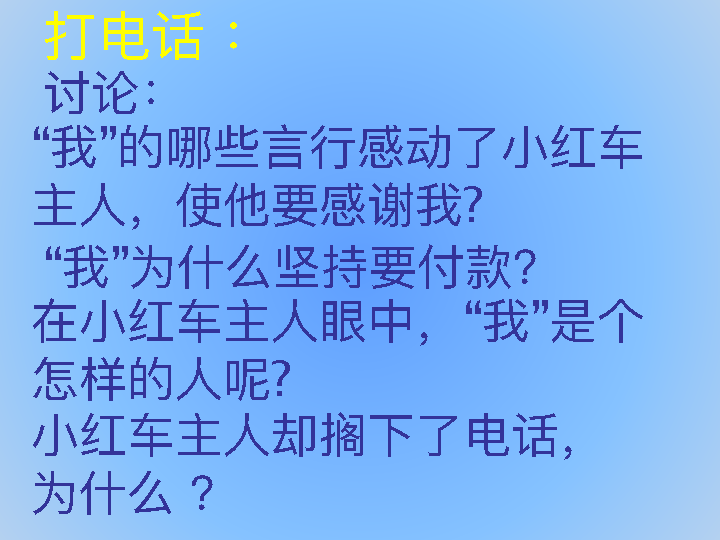 打电话：
讨论：
“我”的哪些言行感动了小红车
主人，使他要感谢我？
“我”为什么坚持要付款？
在小红车主人眼中，“我”是个
怎样的人呢？
小红车主人却搁下了电话，
为什么 ？